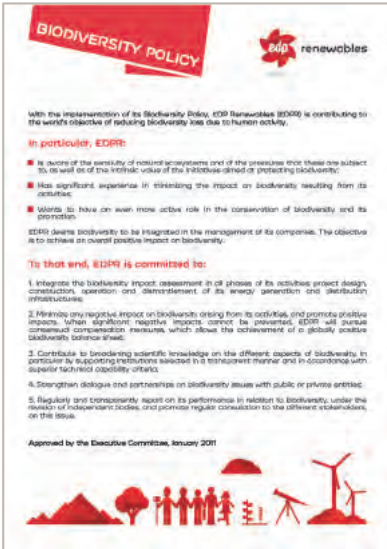 BIODIVERSITY POLICY
edp renewables
With the implementation of its Biodiversity Policy, EDP Renewables (EDPR) is contributing to
the world's objective of reducing biodiversity loss due to human activity.
In particular, EDPR:
Is aware of the sensivity of natural ecosystems and of the pressures that these are subject
to, as well as of the intrinsic value of the initiatives aimed at protecting biodiversity;
Has significant experience in minimizing the impact on biodiversity resulting from its
activities;
Wants to have an even more active role in the conservation of biodiversity and its
promotion.
EDPR deems biodiversity to be integrated in the management of its companies. The objective
is to achieve an overall positive impact on biodiversity.
To that end, EDPR is committed to:
1. Integrate the biodiversity impact assessment in all phases of its activities: project design,
construction, operation and dismantlement of its energy generation and distribution
infrastructures;
2. Minimize any negative impact on biodiversity arising from its activities, and promote positive
impacts. When significant negative impacts cannot be prevented, EDPR will pursue
consensual compensation measures, which allows the achievement of a globally positive
biodiversity balance sheet;
3. Contribute to broadening scientific knowledge on the different aspects of biodiversity, in
particular by supporting institutions selected in a transparent manner and in accordance with
superior technical capability criteria;
4. Strengthen dialogue and partnerships on biodiversity issues with public or private entities;
5. Regularly and transparently report on its performance in relation to biodiversity, under the
revision of independent bodies, and promote regular consultation to the different stakeholders,
on this issue.
Approved by the Executive Committee, January 2011